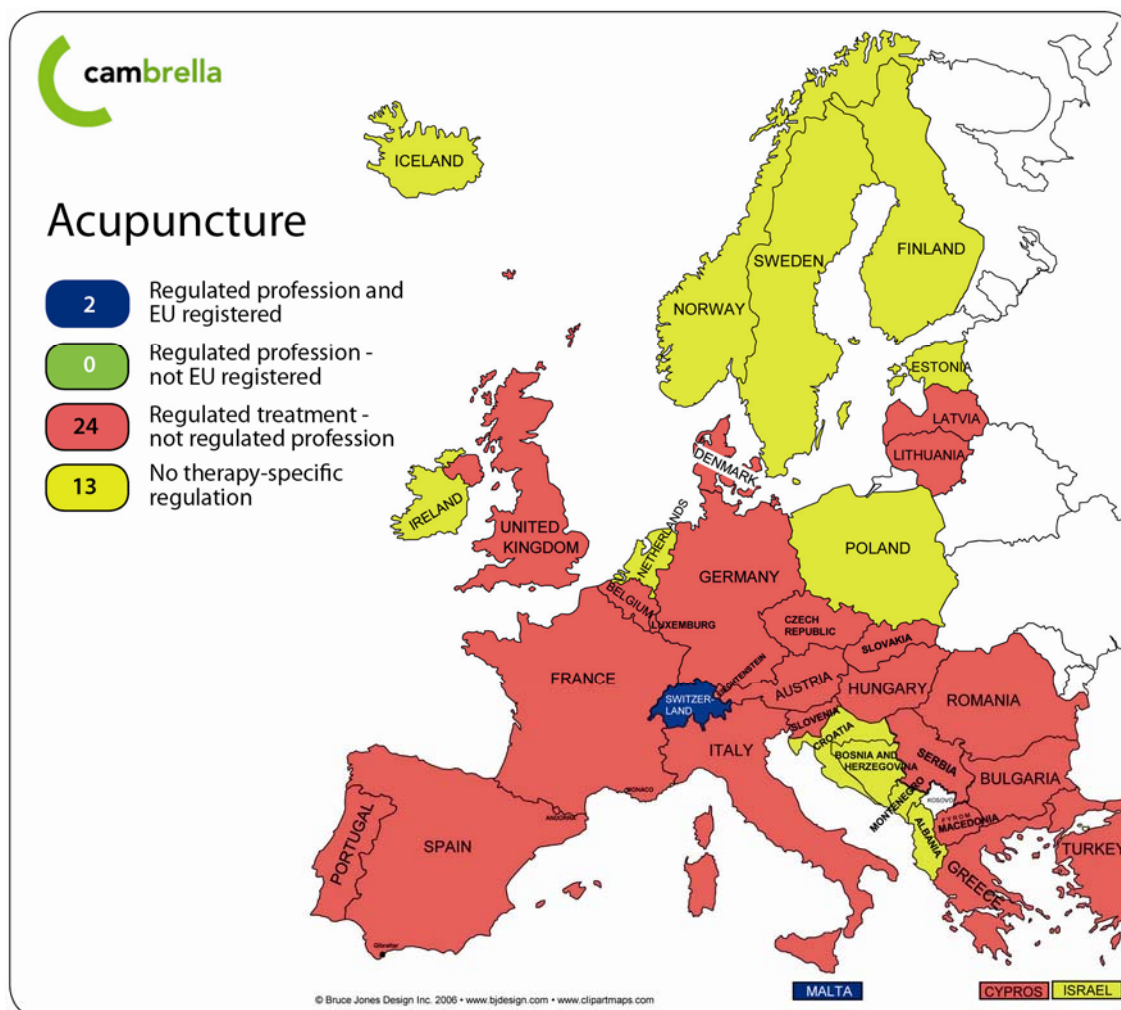 cambrella
Acupuncture
2
Regulated profession and
EU registered
0
Regulated profession -
not EU registered
24
Regulated treatment -
not regulated profession
13
No therapy-specific
regulation
ICELAND
NORWAY
SWEDEN
FINLAND
ESTONIA
LATVIA
LITHUANIA
DENMARK
IRELAND
UNITED
KINGDOM
NETHERLANDS
BELGIUM
LUXEMBURG
GERMANY
POLAND
CZECH
REPUBLIC
SLOVAKIA
FRANCE
SWITZER-
LAND
LIECHTENSTEIN
AUSTRIA
HUNGARY
ROMANIA
SLOVENIA
CROATIA
ITALY
BOSNIA AND
HERZEGOVINA
SERBIA
BULGARIA
MONTENEGRO
KOSOVO
FYROM
MACEDONIA
ALBANIA
GREECE
TURKEY
MONACO
ANDORRA
PORTUGAL
SPAIN
Gibraltar
MALTA
CYPROS
ISRAEL
© Bruce Jones Design Inc. 2006 • www.bjdesign.com • www.clipartmaps.com